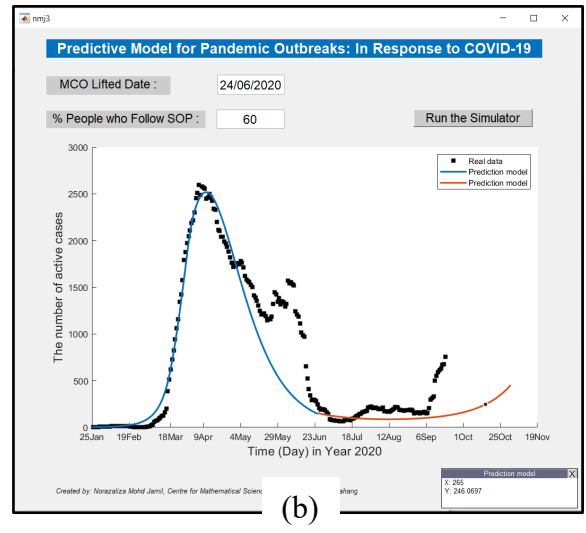 nmj3
Predictive Model for Pandemic Outbreaks: In Response to COVID-19
MCO Lifted Date : 24/06/2020
% People who Follow SOP : 60 Run the Simulator
3000
2500
2000
1500
1000
500
0
The number of active cases
Real data
Prediction model
Prediction model
25Jan 19Feb 18Mar 9Apr 4May 29May 23Jun 18Jul 12Aug 6Sep 1Oct 25Oct 19Nov
Time (Day) in Year 2020
Prediction model X
X: 265
Y: 246.0697
Created by: Norazaliza Mohd Jamil, Centre for Mathematical Scienc ahang
(b)